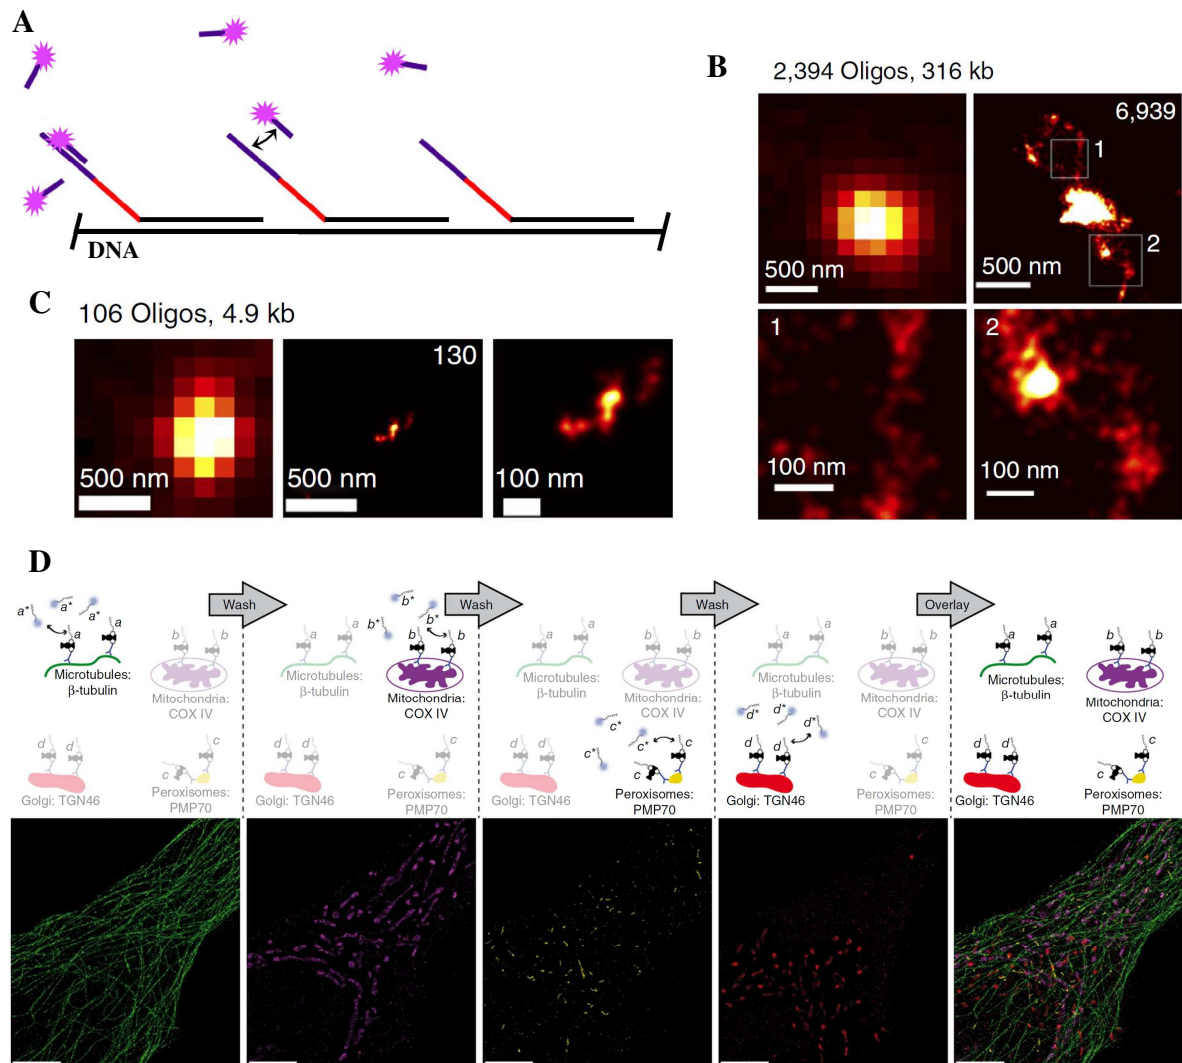 A
DNA
B
2,394 Oligos, 316 kb
500 nm
6,939
1
2
500 nm
1
100 nm
2
100 nm
C
106 Oligos, 4.9 kb
500 nm
130
500 nm
100 nm
D
a*
a*
a*
a
a
Microtubules:
β-tubulin
b
b
Mitochondria:
COX IV
d
d
Golgi: TGN46
c
c
Peroxisomes:
PMP70
Wash
a
a
Microtubules:
β-tubulin
b*
b*
b*
b
b
Mitochondria:
COX IV
d
d
Golgi: TGN46
c
c
Peroxisomes:
PMP70
Wash
a
a
Microtubules:
β-tubulin
b
b
Mitochondria:
COX IV
d
d
Golgi: TGN46
c*
c*
c*
c
c
Peroxisomes:
PMP70
Wash
a
a
Microtubules:
β-tubulin
b
b
Mitochondria:
COX IV
d*
d*
d*
d
d
Golgi: TGN46
c
c
Peroxisomes:
PMP70
Overlay
a
a
Microtubules:
β-tubulin
b
b
Mitochondria:
COX IV
d
d
Golgi: TGN46
c
c
Peroxisomes:
PMP70